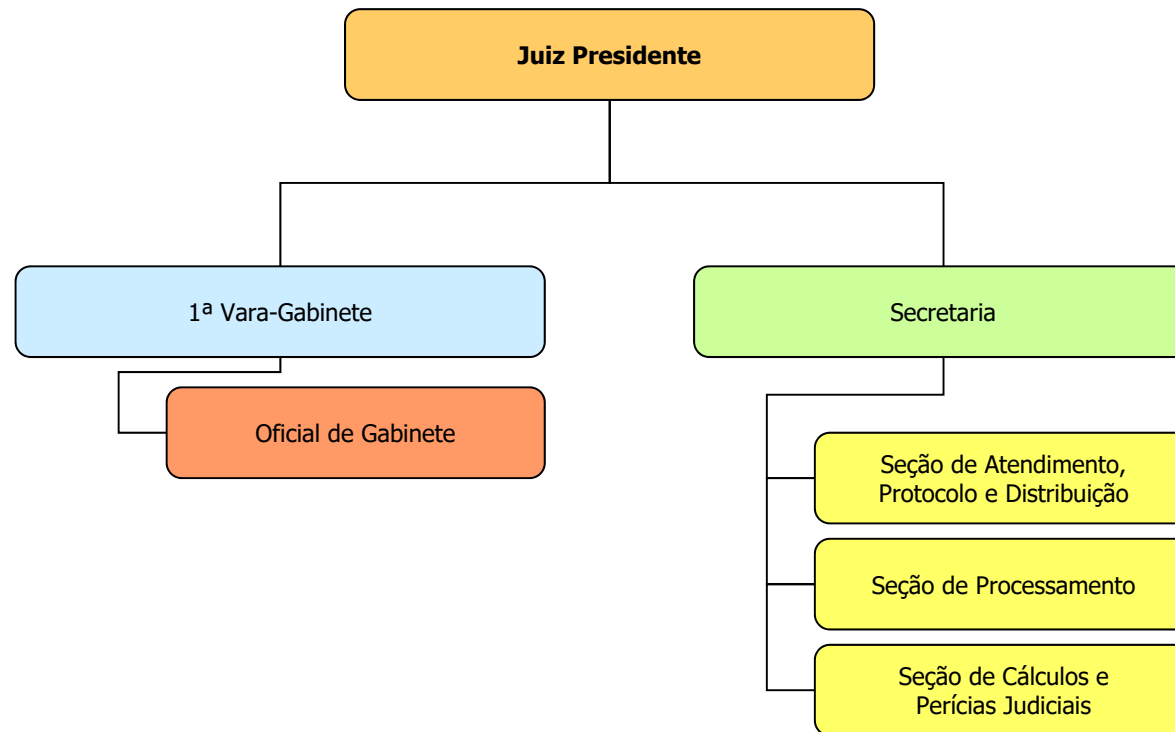 Juiz Presidente
1ª Vara-Gabinete
Secretaria
Oficial de Gabinete
Seção de Atendimento,
Protocolo e Distribuição
Seção de Processamento
Seção de Cálculos e
Perícias Judiciais